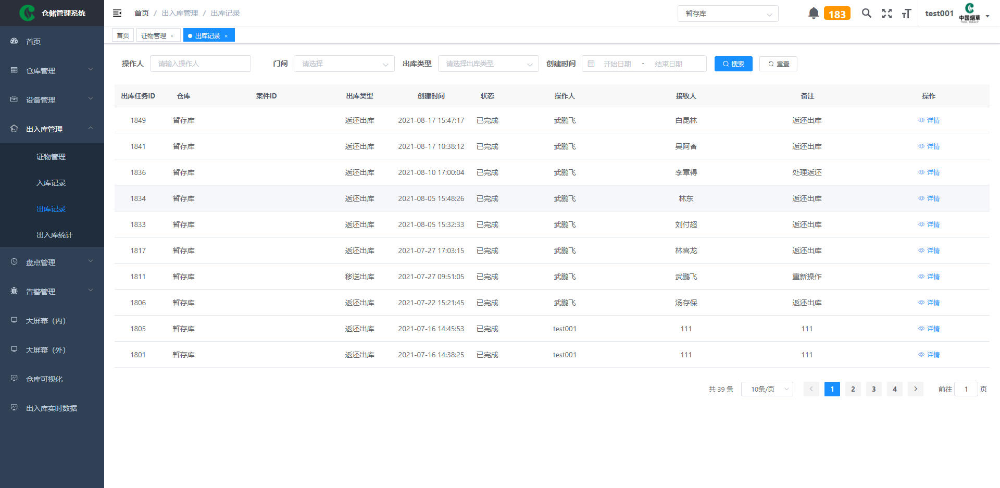 仓储管理系统
首页 / 出入库管理 / 出库记录
暂存库
183
test001
中国烟草
首页
证物管理 ×
出库记录 ×
首页
仓库管理
设备管理
出入库管理
证物管理
入库记录
出库记录
出入库统计
盘点管理
告警管理
大屏幕（内）
大屏幕（外）
仓库可视化
出入库实时数据
操作人 请输入操作人 门闸 请选择 出库类型 请选择出库类型 创建时间 开始日期 - 结束日期 搜索 重置
出库任务ID 仓库 案件ID 出库类型 创建时间 状态 操作人 接收人 备注 操作
1849 暂存库 返还出库 2021-08-17 15:47:17 已完成 武鹏飞 白昆林 返还出库 详情
1841 暂存库 返还出库 2021-08-17 10:38:12 已完成 武鹏飞 吴阿香 返还出库 详情
1836 暂存库 返还出库 2021-08-10 17:00:04 已完成 武鹏飞 李章得 处理返还 详情
1834 暂存库 返还出库 2021-08-05 15:48:26 已完成 武鹏飞 林东 返还出库 详情
1833 暂存库 返还出库 2021-08-05 15:32:33 已完成 武鹏飞 刘付超 返还出库 详情
1817 暂存库 返还出库 2021-07-27 17:03:15 已完成 武鹏飞 林喜龙 返还出库 详情
1811 暂存库 移送出库 2021-07-27 09:51:05 已完成 武鹏飞 武鹏飞 重新操作 详情
1806 暂存库 返还出库 2021-07-22 15:21:45 已完成 武鹏飞 汤存保 返还出库 详情
1805 暂存库 返还出库 2021-07-16 14:45:53 已完成 test001 111 111 详情
1801 暂存库 返还出库 2021-07-16 14:38:25 已完成 test001 111 111 详情
共 39 条 10条/页 1 2 3 4 前往 1 页